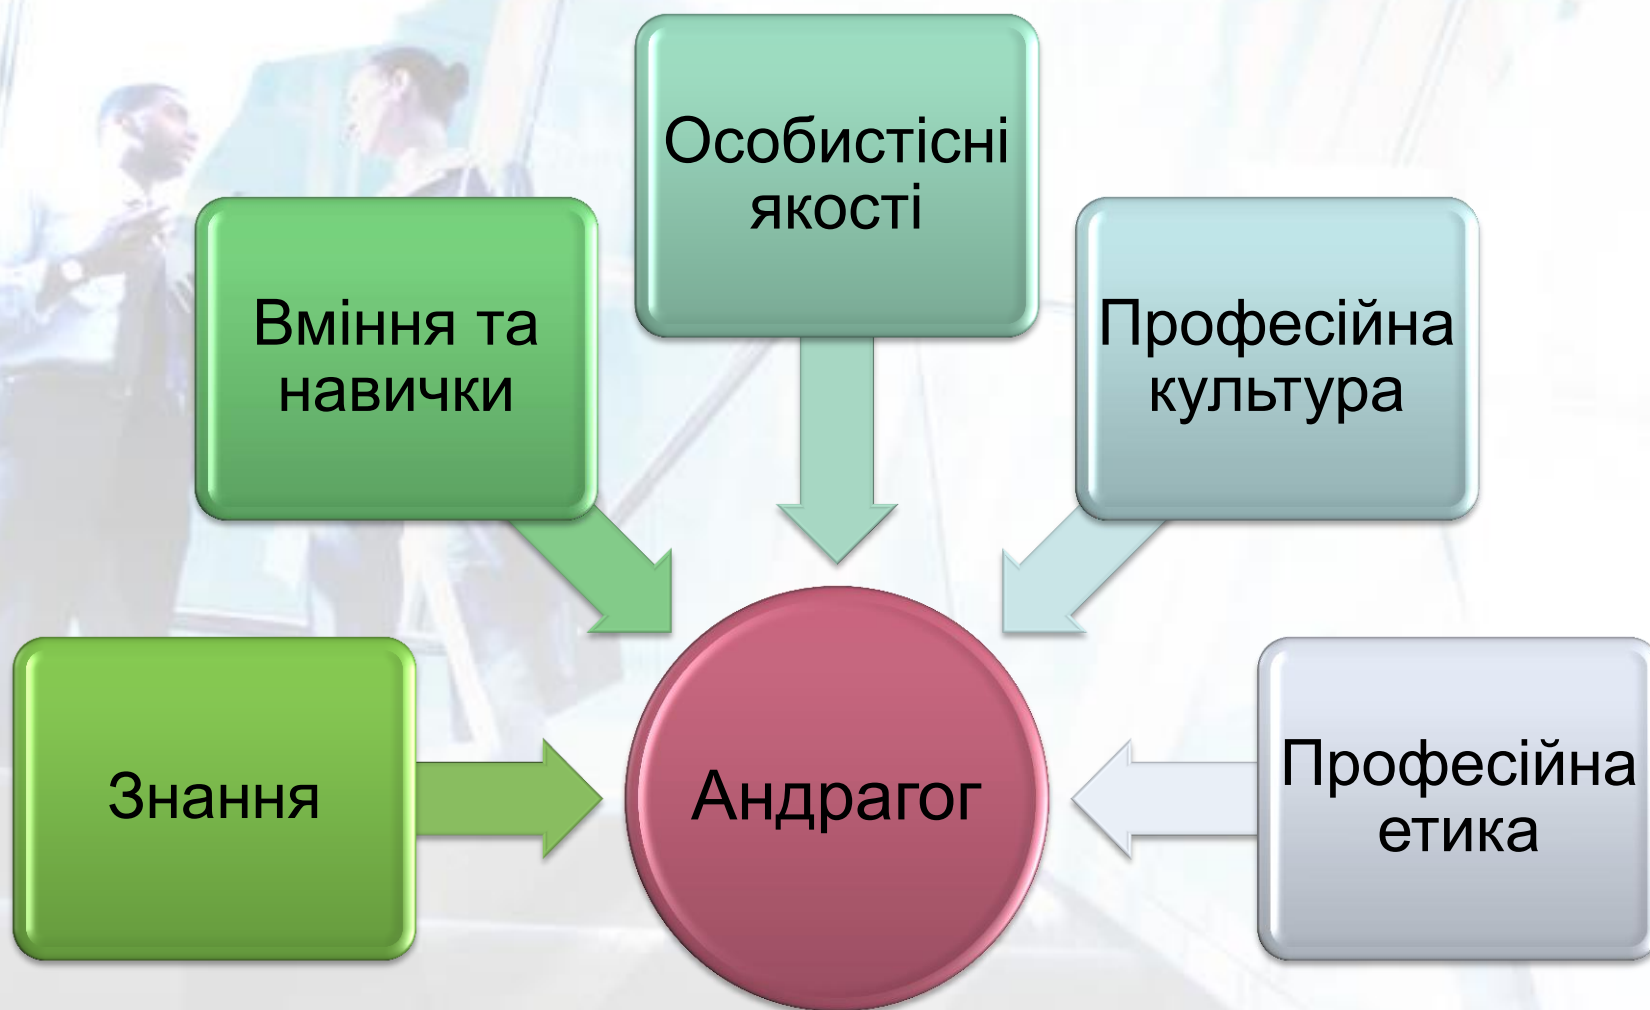 Особистісні
якості
Вміння та
навички
Професійна
культура
Знання
Андрагог
Професійна
етика